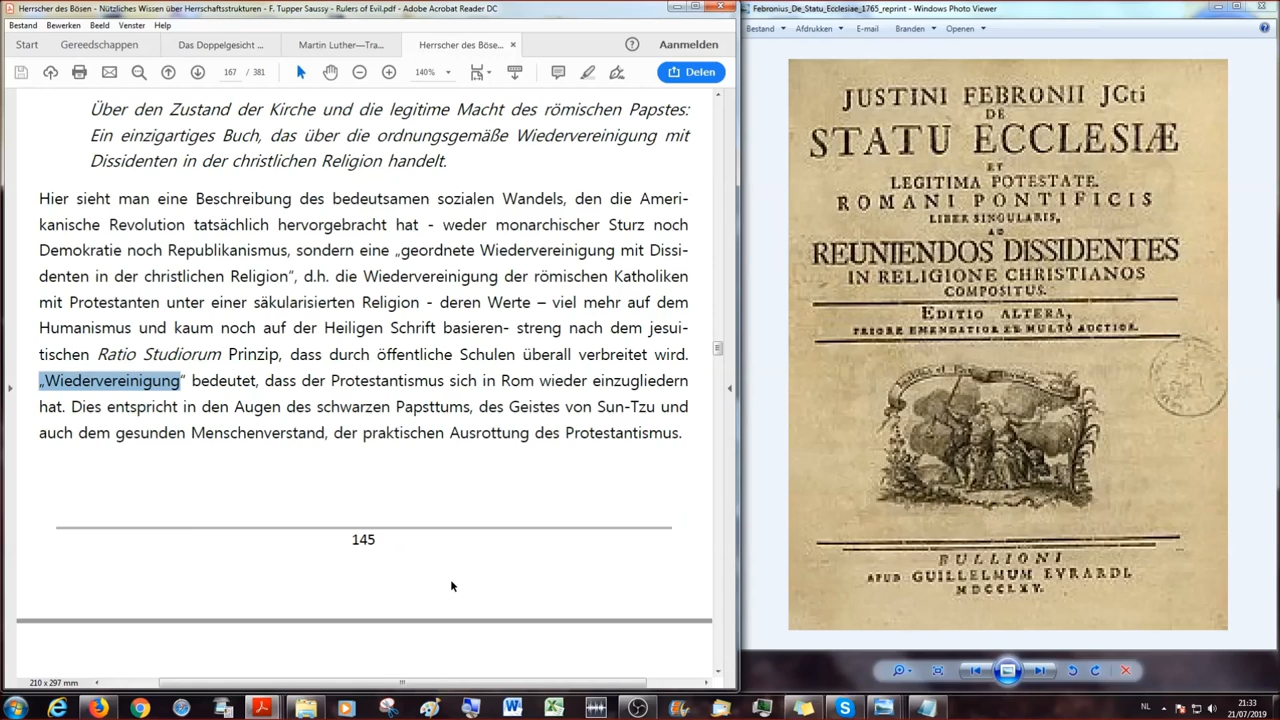 Herrscher des Bösen - Nützliches Wissen über Herrschaftsstrukturen - F. Tupper Saussy - Rulers of Evil.pdf - Adobe Acrobat Reader DC
Bestand Bewerken Beeld Venster Help
Start Gereedschappen Das Doppelgesicht ... Martin Luther—Tra... Herrscher des Böse... × Aanmelden
167 / 381 140% Delen
Über den Zustand der Kirche und die legitime Macht des römischen Papstes:
Ein einzigartiges Buch, das über die ordnungsgemäße Wiedervereinigung mit
Dissidenten in der christlichen Religion handelt.
Hier sieht man eine Beschreibung des bedeutsamen sozialen Wandels, den die Ameri-
kanische Revolution tatsächlich hervorgebracht hat - weder monarchischer Sturz noch
Demokratie noch Republikanismus, sondern eine „geordnete Wiedervereinigung mit Dissi-
denten in der christlichen Religion“, d.h. die Wiedervereinigung der römischen Katholiken
mit Protestanten unter einer säkularisierten Religion - deren Werte – viel mehr auf dem
Humanismus und kaum noch auf der Heiligen Schrift basieren- streng nach dem jesui-
tischen Ratio Studiorum Prinzip, dass durch öffentliche Schulen überall verbreitet wird.
„Wiedervereinigung“ bedeutet, dass der Protestantismus sich in Rom wieder einzugliedern
hat. Dies entspricht in den Augen des schwarzen Papsttums, des Geistes von Sun-Tzu und
auch dem gesunden Menschenverstand, der praktischen Ausrottung des Protestantismus.
145
210 x 297 mm
Febronius_De_Statu_Ecclesiae_1765_reprint - Windows Photo Viewer
Bestand Afdrukken E-mail Branden Openen
JUSTINI FEBRONII JCti
DE
STATU ECCLESIÆ
ET
LEGITIMA POTESTATE
ROMANI PONTIFICIS
LIBER SINGULARIS,
AD
REUNIENDOS DISSIDENTES
IN RELIGIONE CHRISTIANOS
COMPOSITUS.
EDITIO ALTERA,
PRIORE EMENDATIOR ET MULTÒ AUCTIOR.
BULLIONI
APUD GUILLELMUM EVRARDI,
MDCCLXV.
NL 21:33
21/07/2019